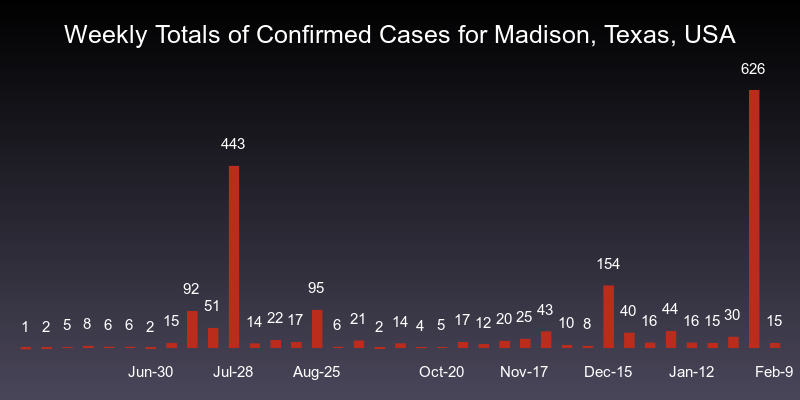 Weekly Totals of Confirmed Cases for Madison, Texas, USA
626
443
154
92 95
51
15 14 22 17 6 21 14 17 12 20 25 43 10 8 40 16 44 16 15 30 15
1 2 5 8 6 6 2 2 4 5
Jun-30 Jul-28 Aug-25 Oct-20 Nov-17 Dec-15 Jan-12 Feb-9